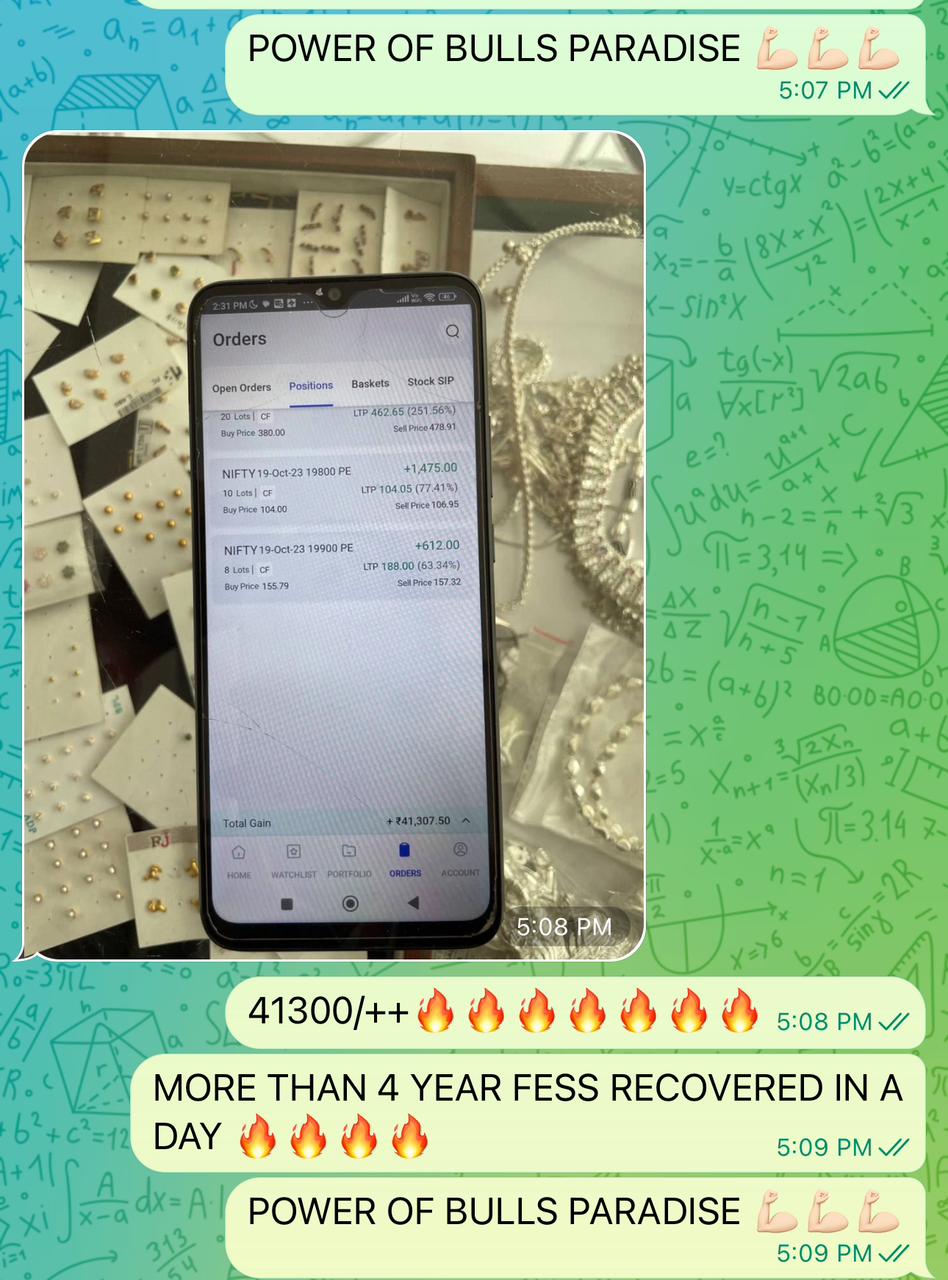 POWER OF BULLS PARADISE 💪🏻💪🏻💪🏻
5:07 PM
2:31 PM
Orders
Open Orders Positions Baskets Stock SIP
20 Lots | CF LTP 462.65 (251.56%)
Buy Price 380.00 Sell Price 478.91
NIFTY 19-Oct-23 19800 PE +1,475.00
10 Lots | CF LTP 104.05 (77.41%)
Buy Price 104.00 Sell Price 106.95
NIFTY 19-Oct-23 19900 PE +612.00
8 Lots | CF LTP 188.00 (63.34%)
Buy Price 155.79 Sell Price 157.32
Total Gain + ₹41,307.50
HOME WATCHLIST PORTFOLIO ORDERS ACCOUNT
RJ
5:08 PM
41300/++🔥🔥🔥🔥🔥🔥🔥 5:08 PM
MORE THAN 4 YEAR FESS RECOVERED IN A
DAY 🔥🔥🔥🔥 5:09 PM
POWER OF BULLS PARADISE 💪🏻💪🏻💪🏻
5:09 PM